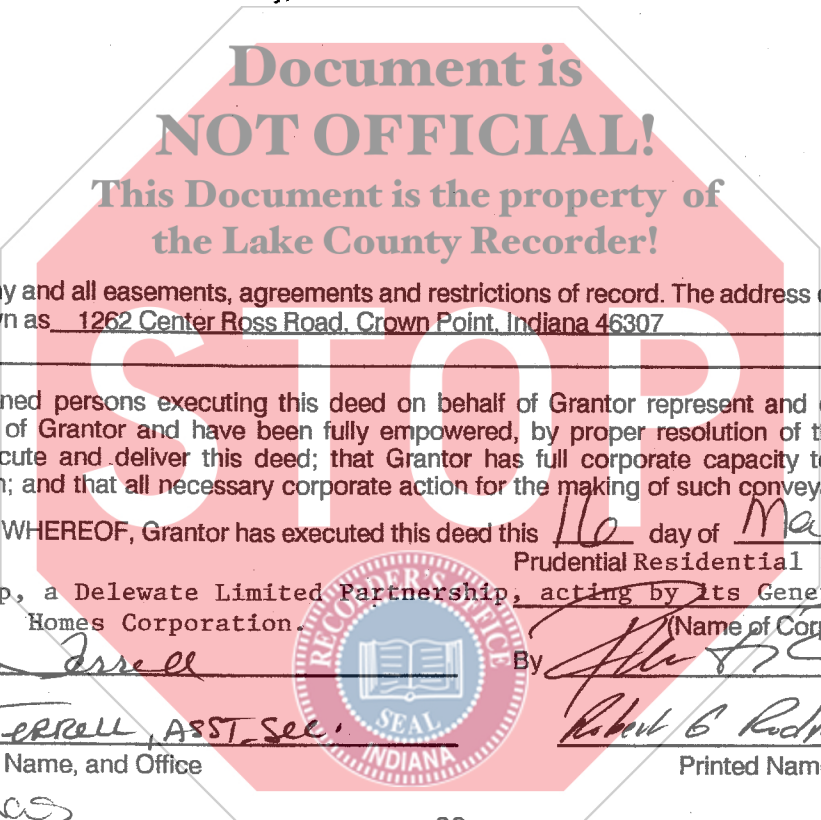 Document is
NOT OFFICIAL!
This Document is the property of
the Lake County Recorder!
y and all easements, agreements and restrictions of record. The address
n as 1262 Center Ross Road, Crown Point, Indiana 46307
STOP
ned persons executing this deed on behalf of Grantor represent and
of Grantor and have been fully empowered, by proper resolution of t
cute and deliver this deed; that Grantor has full corporate capacity t
n; and that all necessary corporate action for the making of such convey
WHEREOF, Grantor has executed this deed this 16 day of Ma
Prudential Residential
p, a Delewate Limited Partnership, acting by its Gene
Homes Corporation.
(Name of Corp
By
RECORDER'S OFFICE
SEAL
INDIANA
errell, ASST. Sec. Robert G Rod
Name, and Office Printed Nam